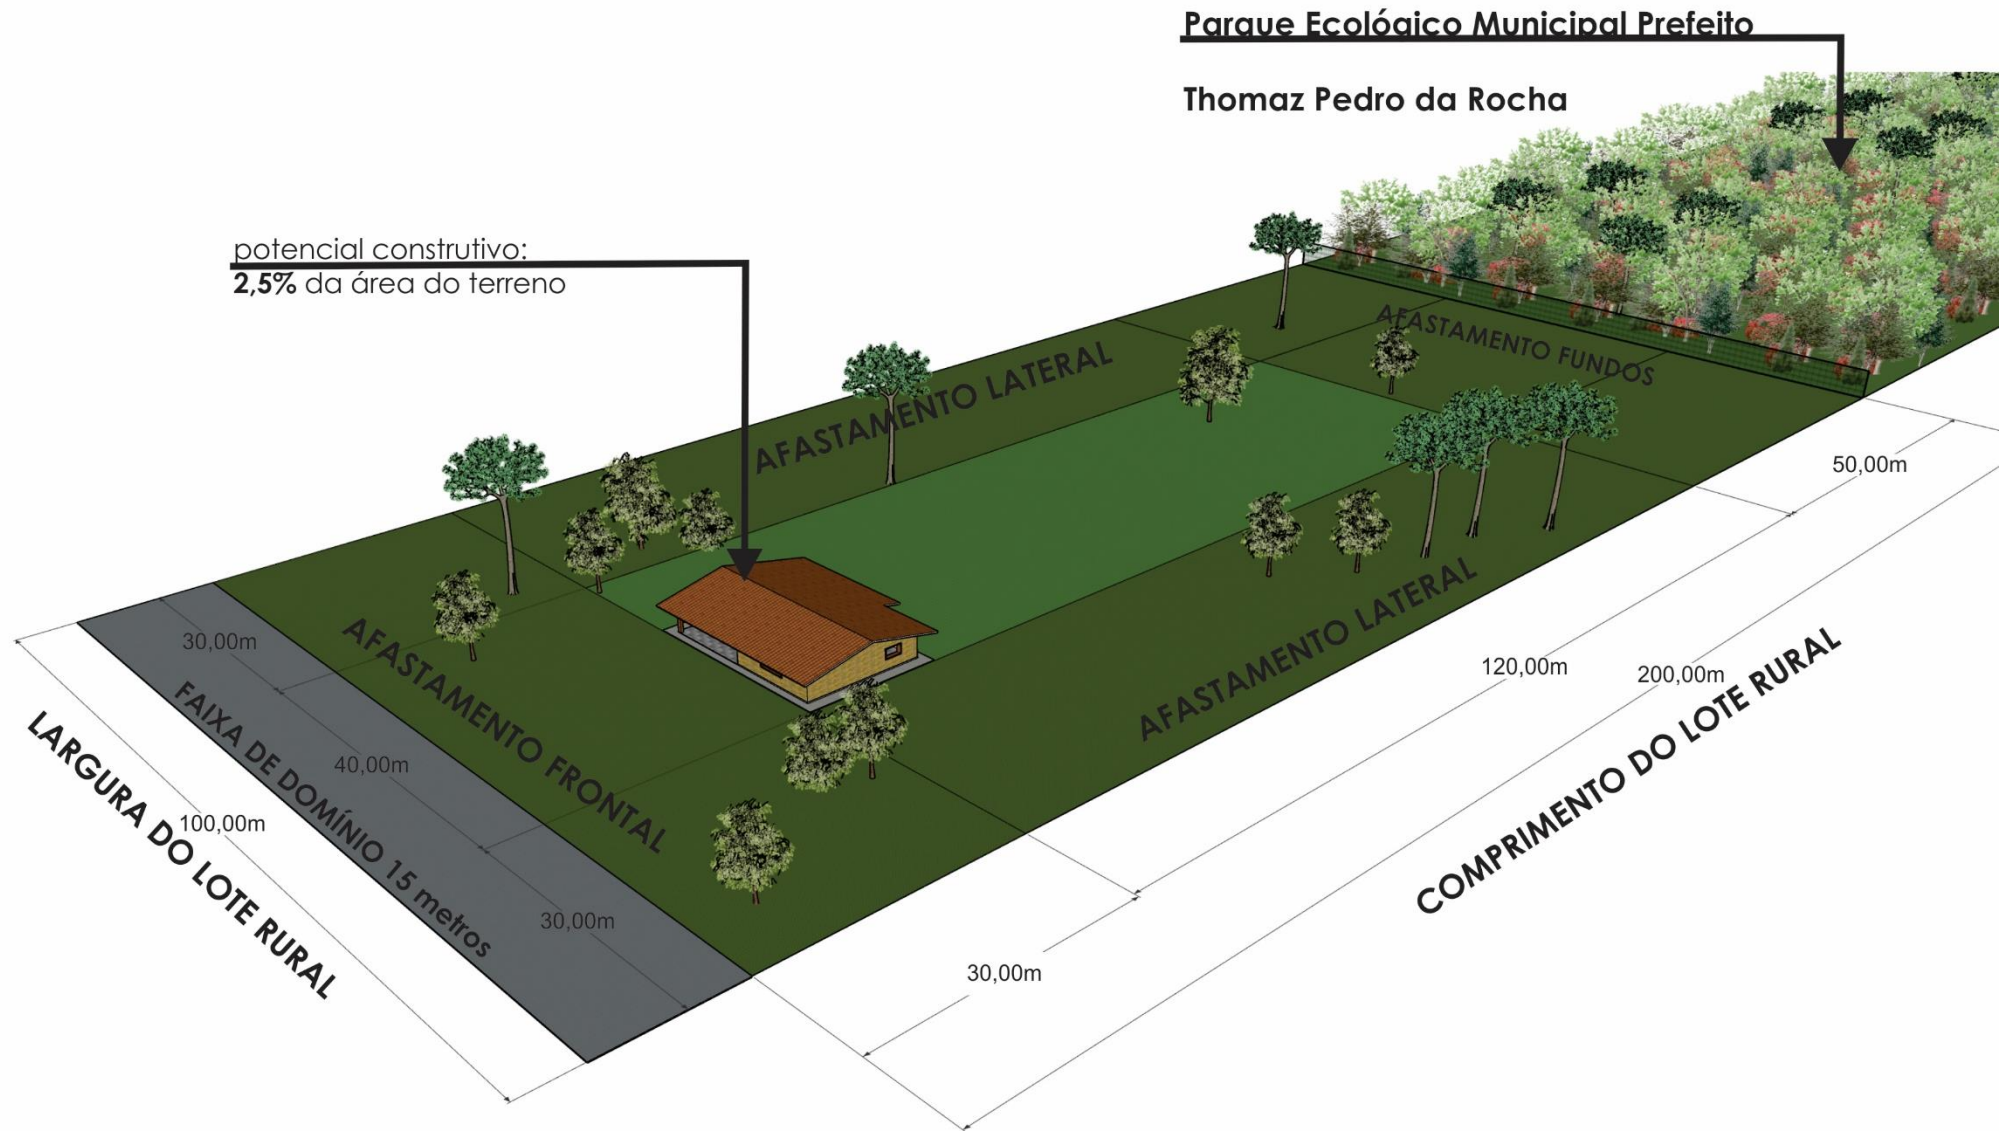 Parque Ecológico Municipal Prefeito
Thomaz Pedro da Rocha
potencial construtivo:
2,5% da área do terreno
AFASTAMENTO FUNDOS
AFASTAMENTO LATERAL
50,00m
AFASTAMENTO LATERAL
30,00m
AFASTAMENTO FRONTAL
120,00m
200,00m
FAIXA DE DOMÍNIO 15 metros
40,00m
COMPRIMENTO DO LOTE RURAL
LARGURA DO LOTE RURAL
100,00m
30,00m
30,00m